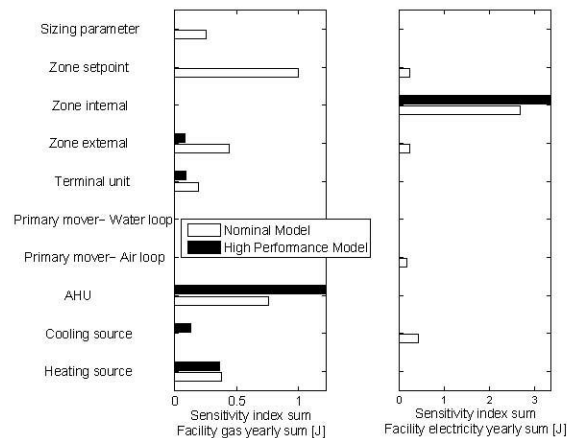 Sizing parameter
Zone setpoint
Zone internal
Zone external
Terminal unit
Primary mover- Water loop
Primary mover- Air loop
AHU
Cooling source
Heating source
Nominal Model
High Performance Model
0 0.5 1
Sensitivity index sum
Facility gas yearly sum [J]
0 1 2 3
Sensitivity index sum
Facility electricity yearly sum [J]